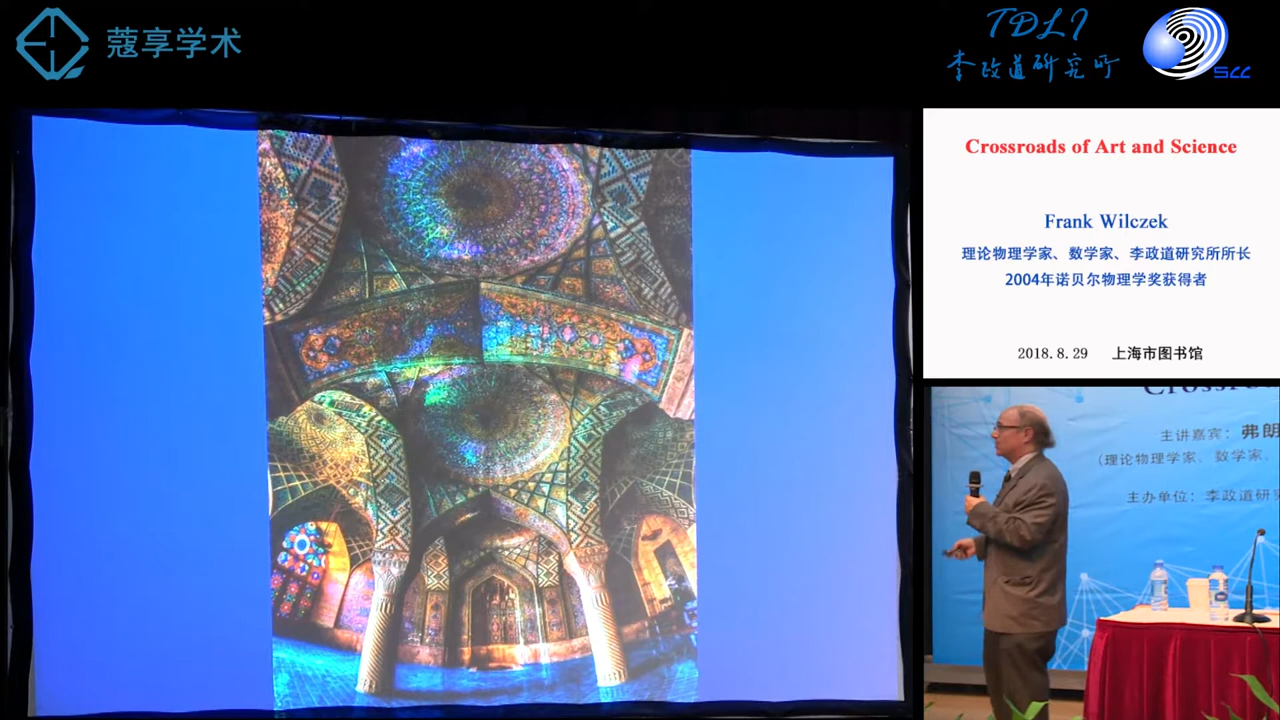 蔻享学术
TDLI
李政道研究所
SCC
Crossroads of Art and Science
Frank Wilczek
理论物理学家、数学家、李政道研究所所长
2004年诺贝尔物理学奖获得者
2018.8.29 上海市图书馆
主讲嘉宾：弗朗
（理论物理学家、数学家、
主办单位：李政道研究